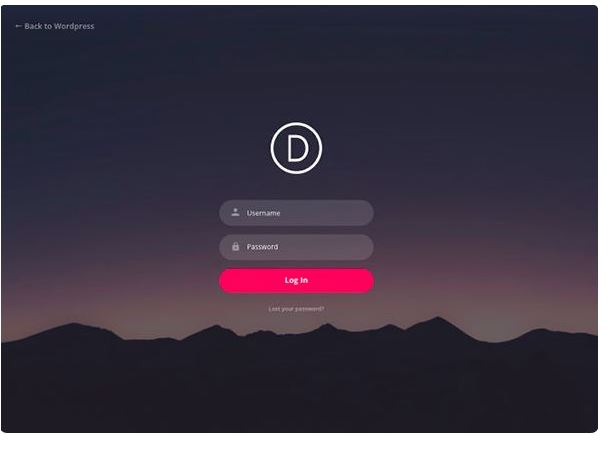 ← Back to Wordpress
D
Username
Password
Log In
Lost your password?